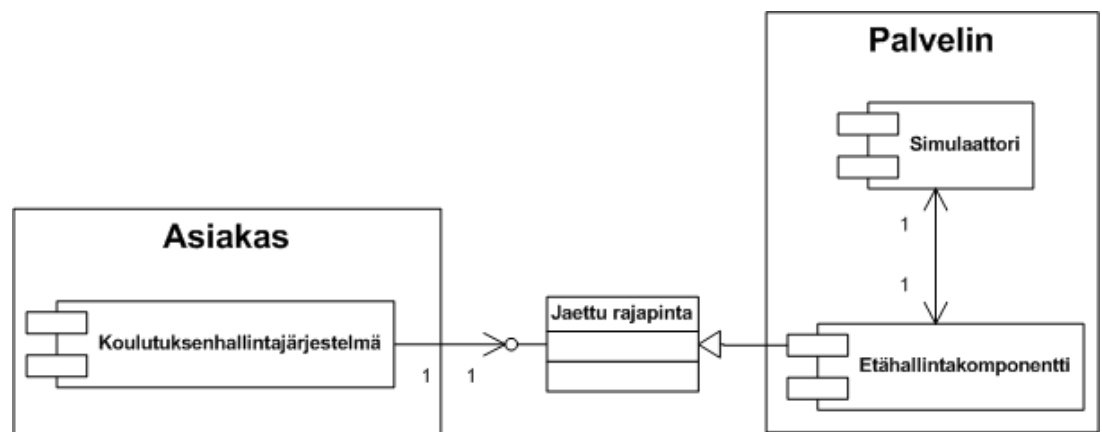 Palvelin
Simulaattori
1
1
Asiakas
Koulutuksenhallintajärjestelmä
1
1
Jaettu rajapinta
Etähallintakomponentti